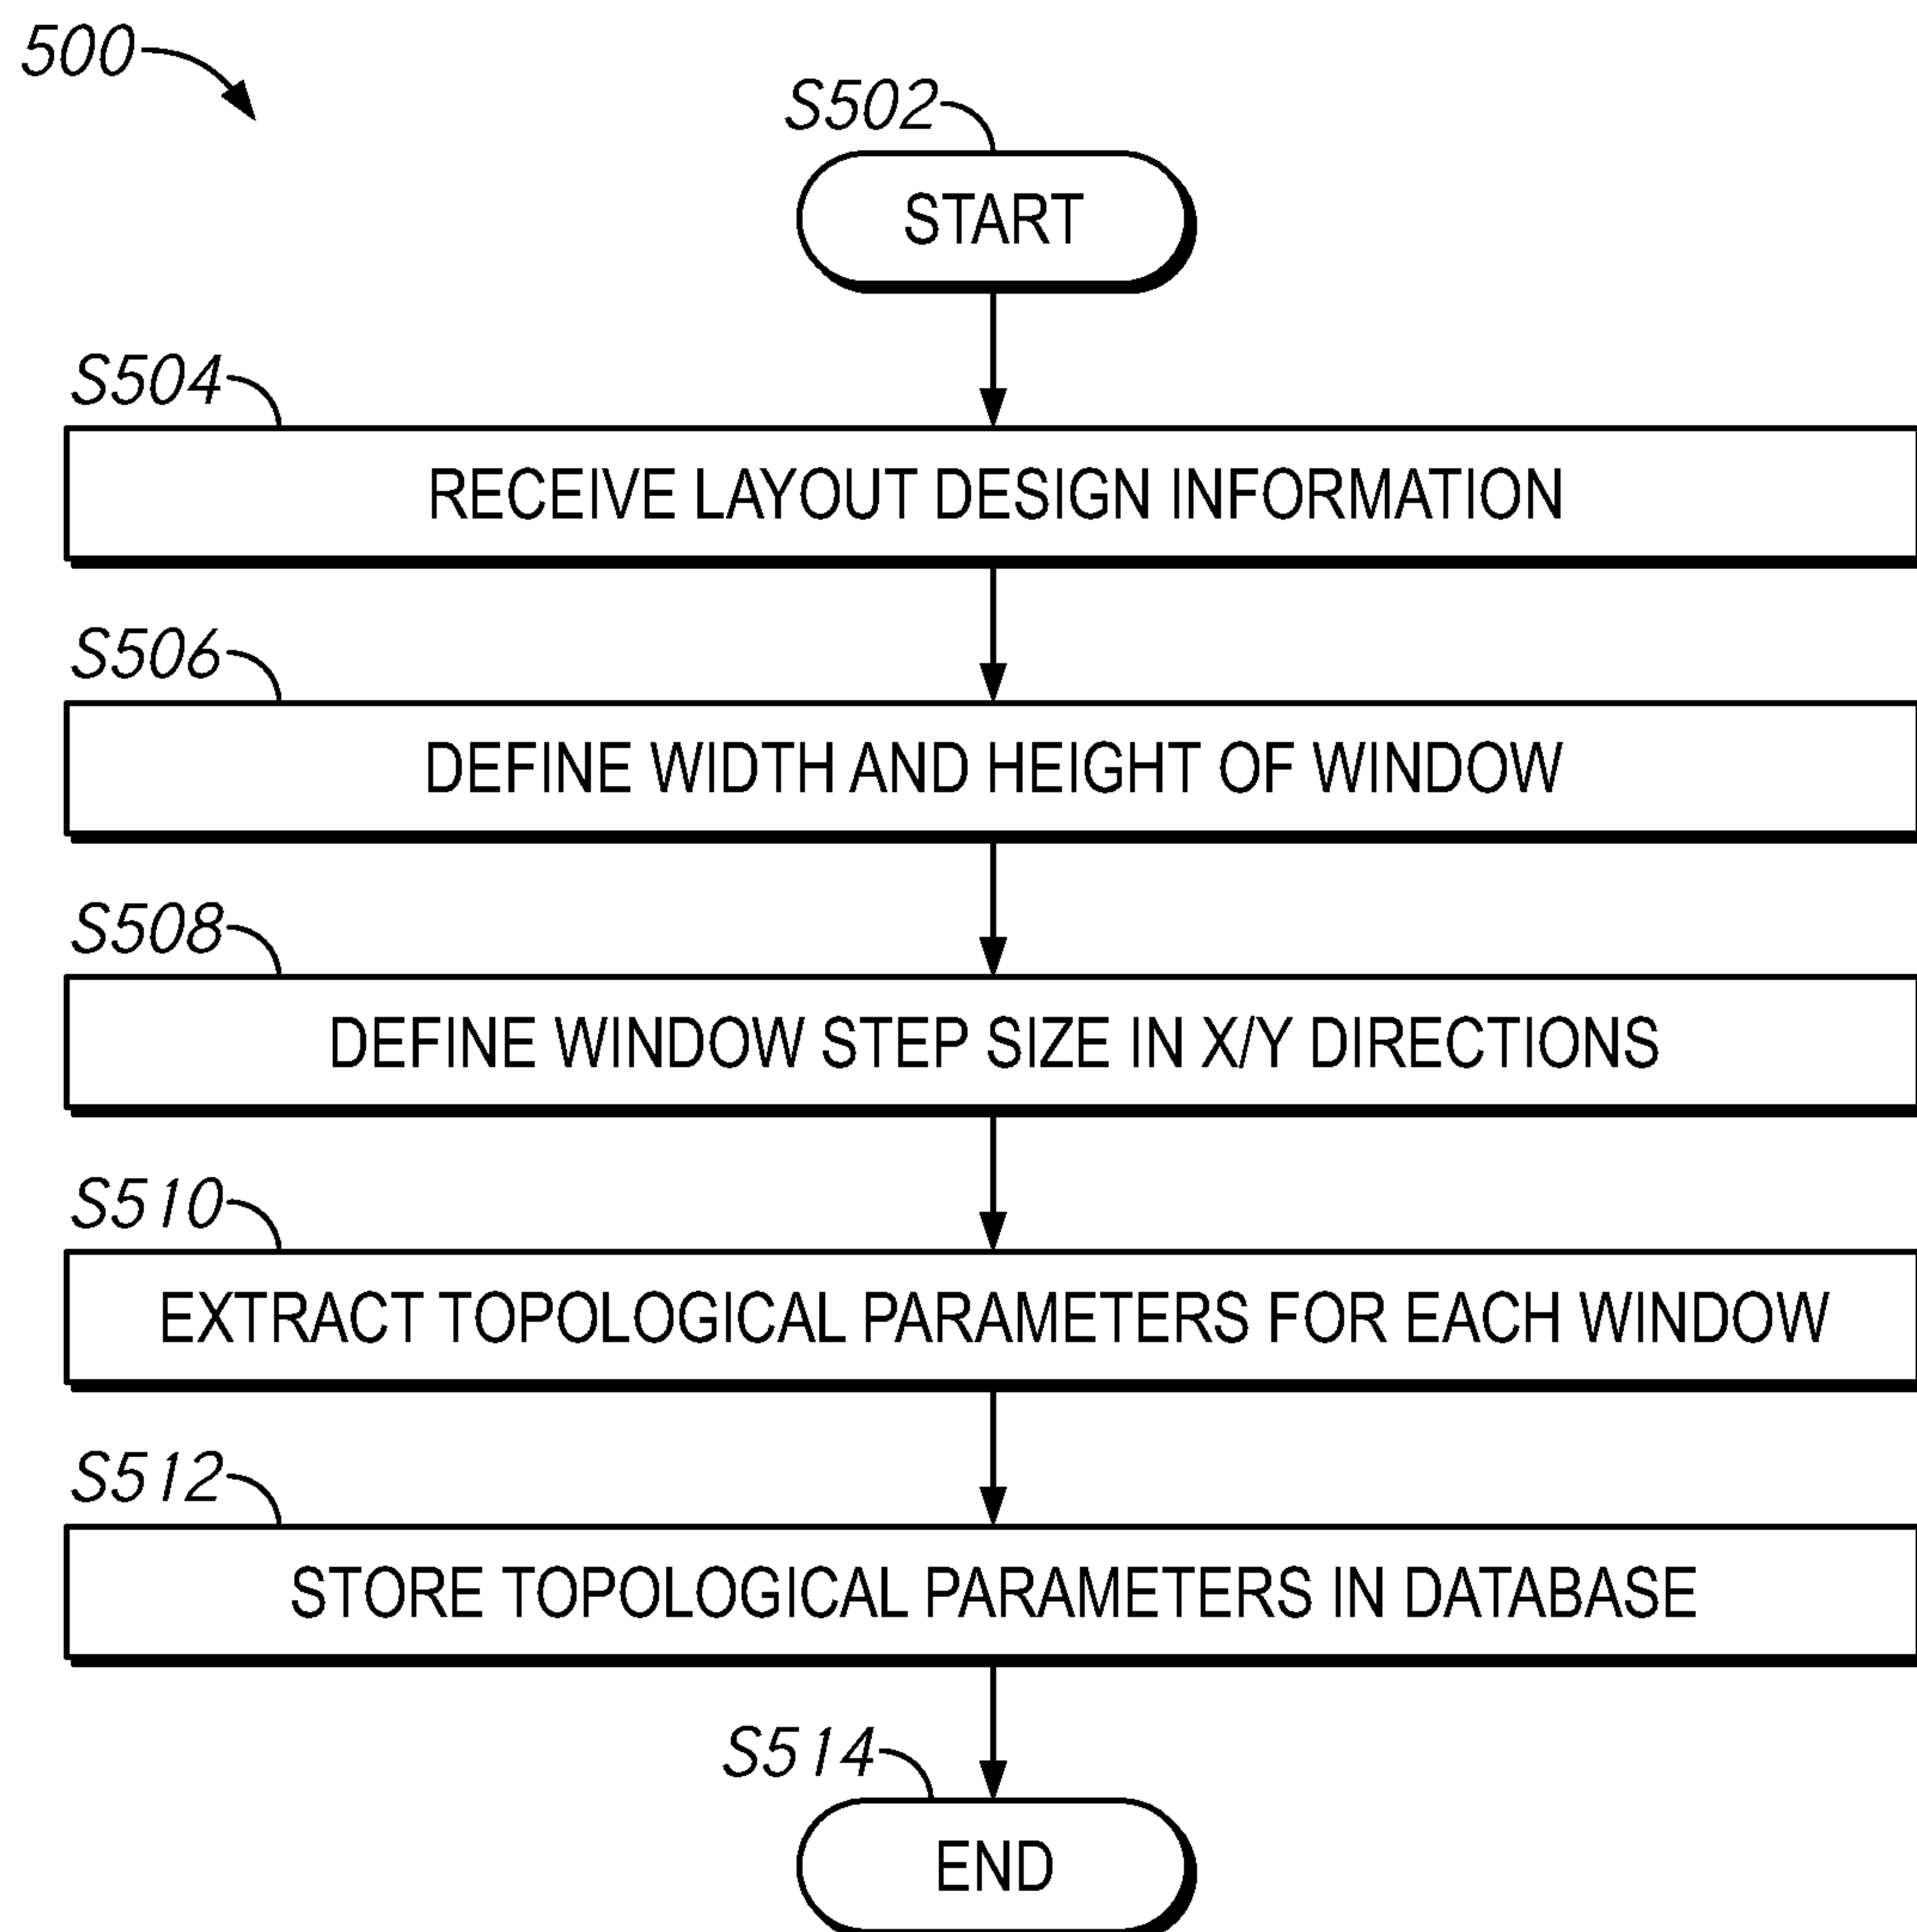 500
S502
START
S504
RECEIVE LAYOUT DESIGN INFORMATION
S506
DEFINE WIDTH AND HEIGHT OF WINDOW
S508
DEFINE WINDOW STEP SIZE IN X/Y DIRECTIONS
S510
EXTRACT TOPOLOGICAL PARAMETERS FOR EACH WINDOW
S512
STORE TOPOLOGICAL PARAMETERS IN DATABASE
S514
END